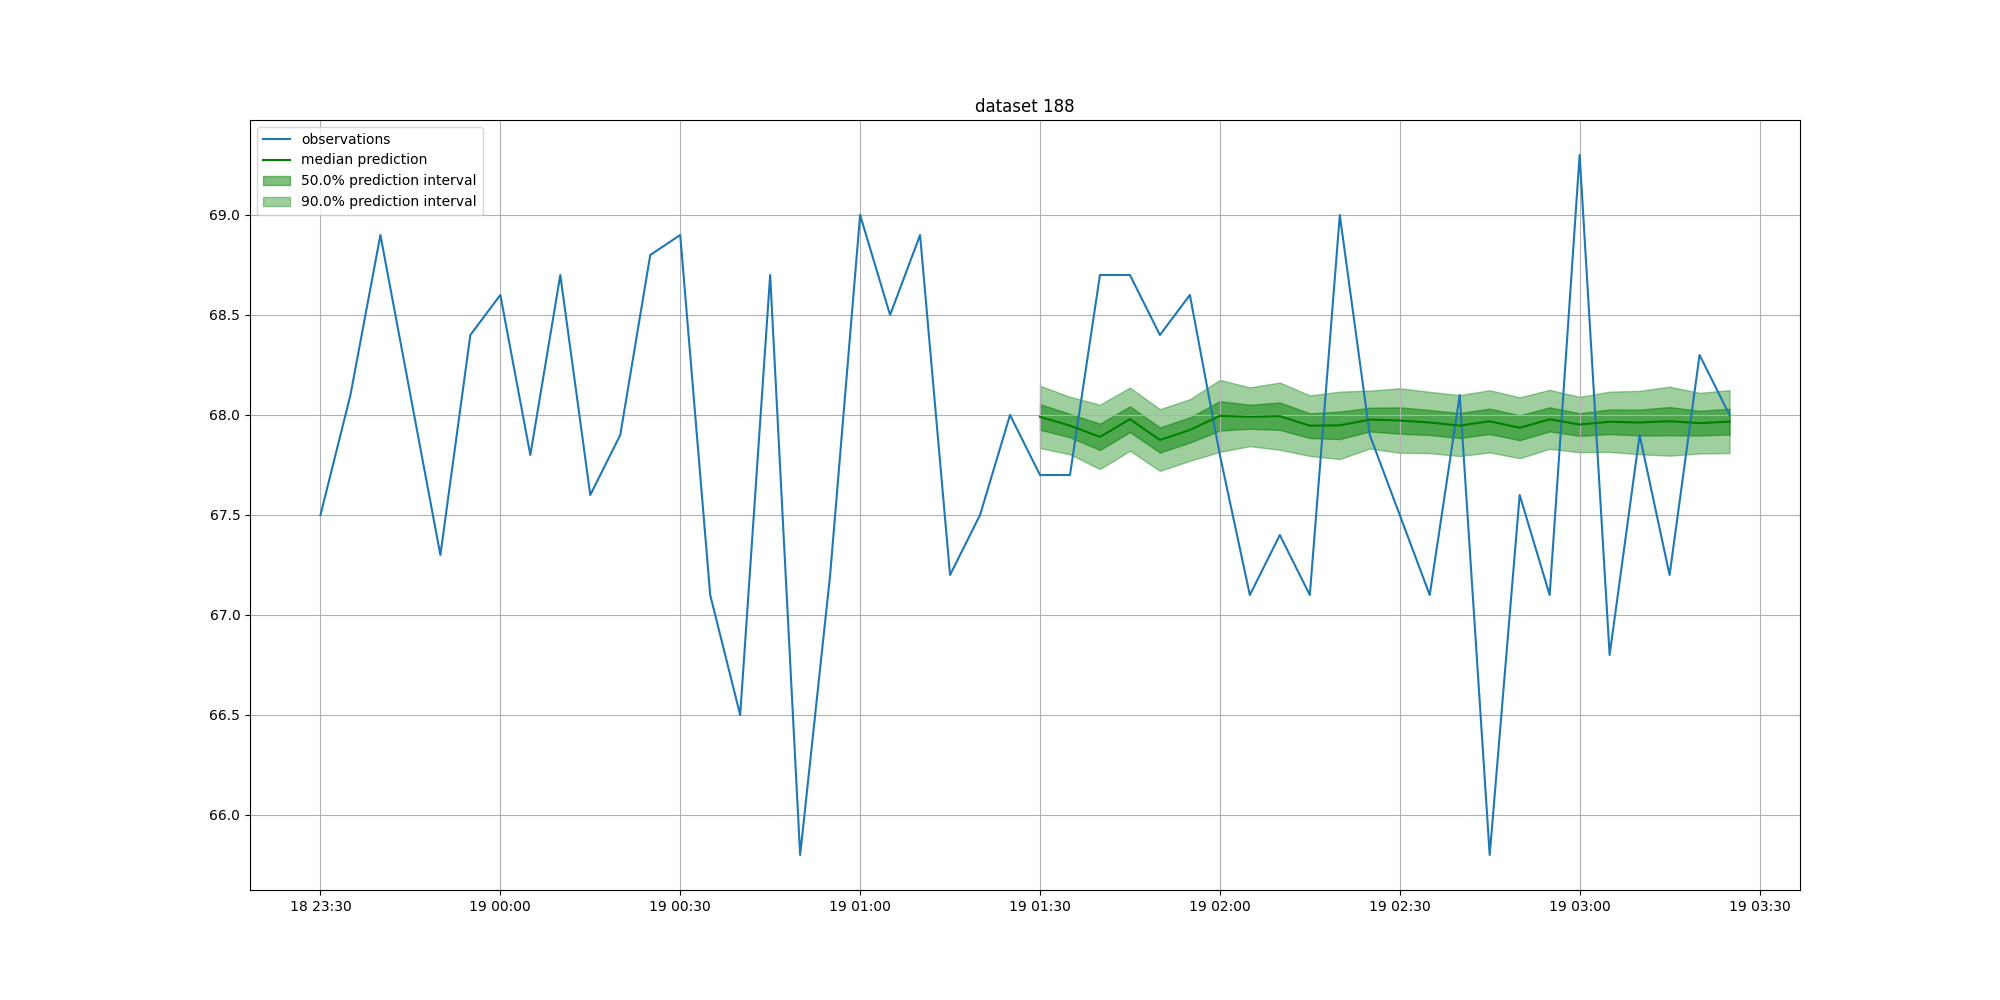 dataset 188
observations
median prediction
50.0% prediction interval
90.0% prediction interval
69.0
68.5
68.0
67.5
67.0
66.5
66.0
18 23:30 19 00:00 19 00:30 19 01:00 19 01:30 19 02:00 19 02:30 19 03:00 19 03:30